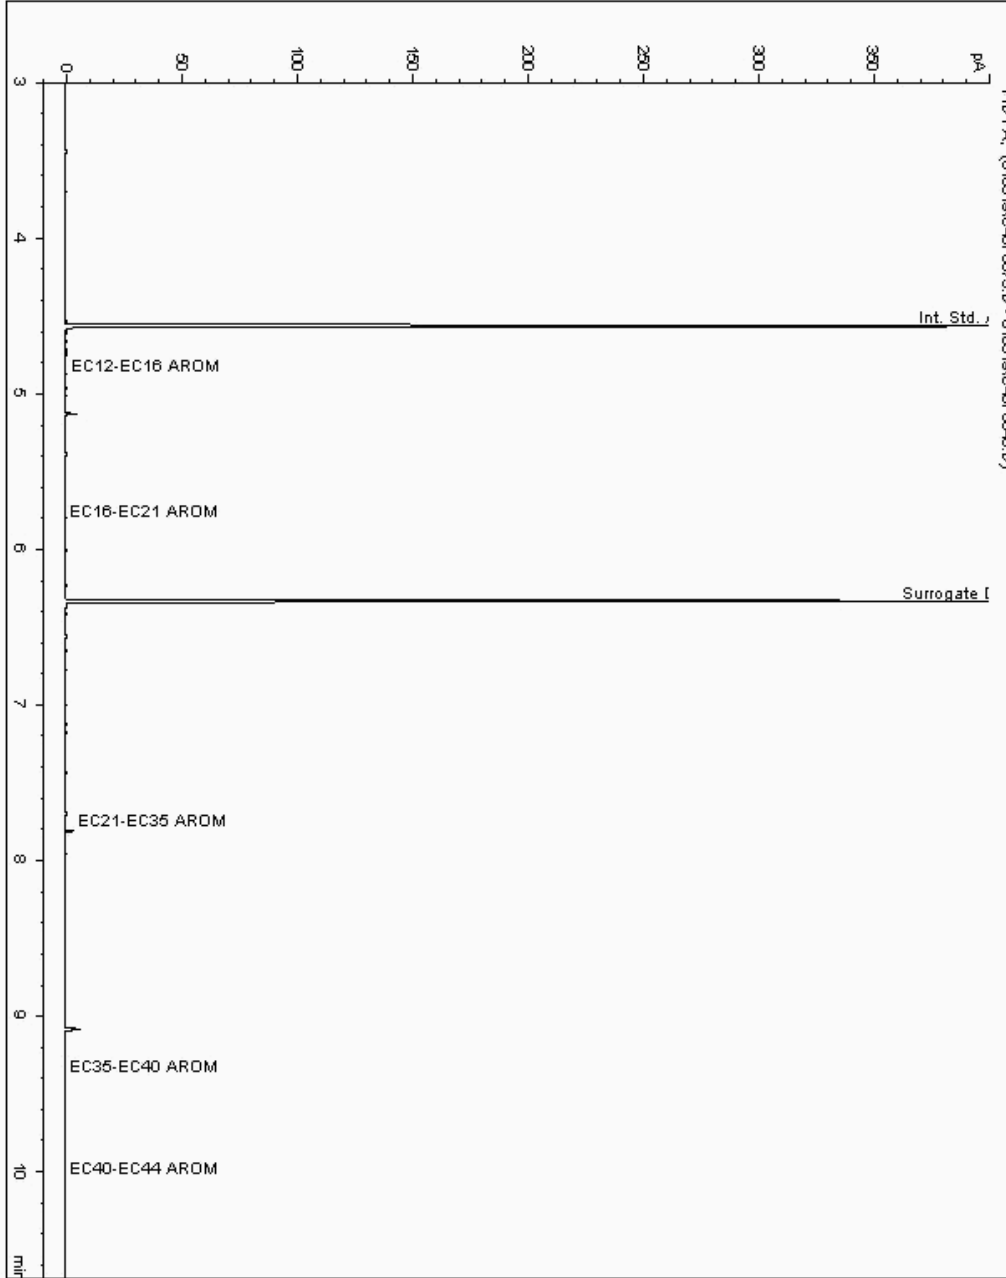 pA
350
300
250
200
150
100
50
0
3
4
5
6
7
8
9
10
min
Int. Std.
EC12-EC16 AROM
EC16-EC21 AROM
Surrogate
EC21-EC35 AROM
EC35-EC40 AROM
EC40-EC44 AROM